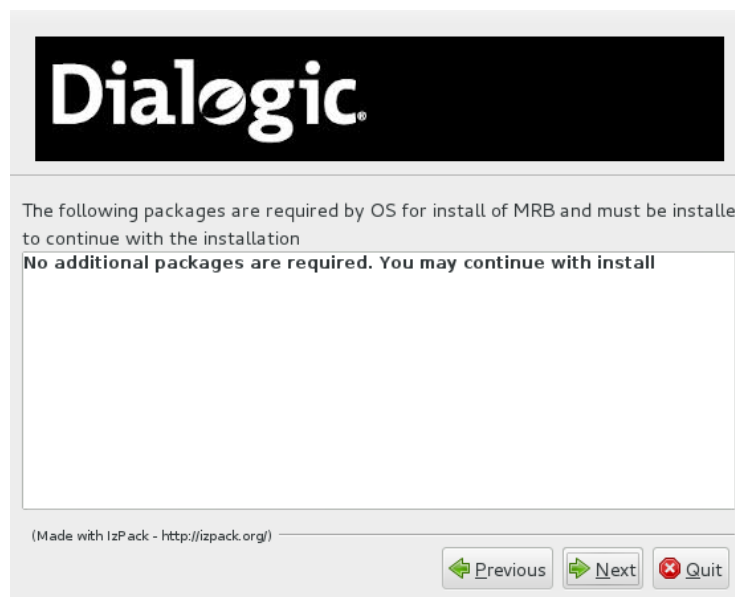 Dialogic®
The following packages are required by OS for install of MRB and must be installe
to continue with the installation
No additional packages are required. You may continue with install
(Made with IzPack - http://izpack.org/)
Previous Next Quit